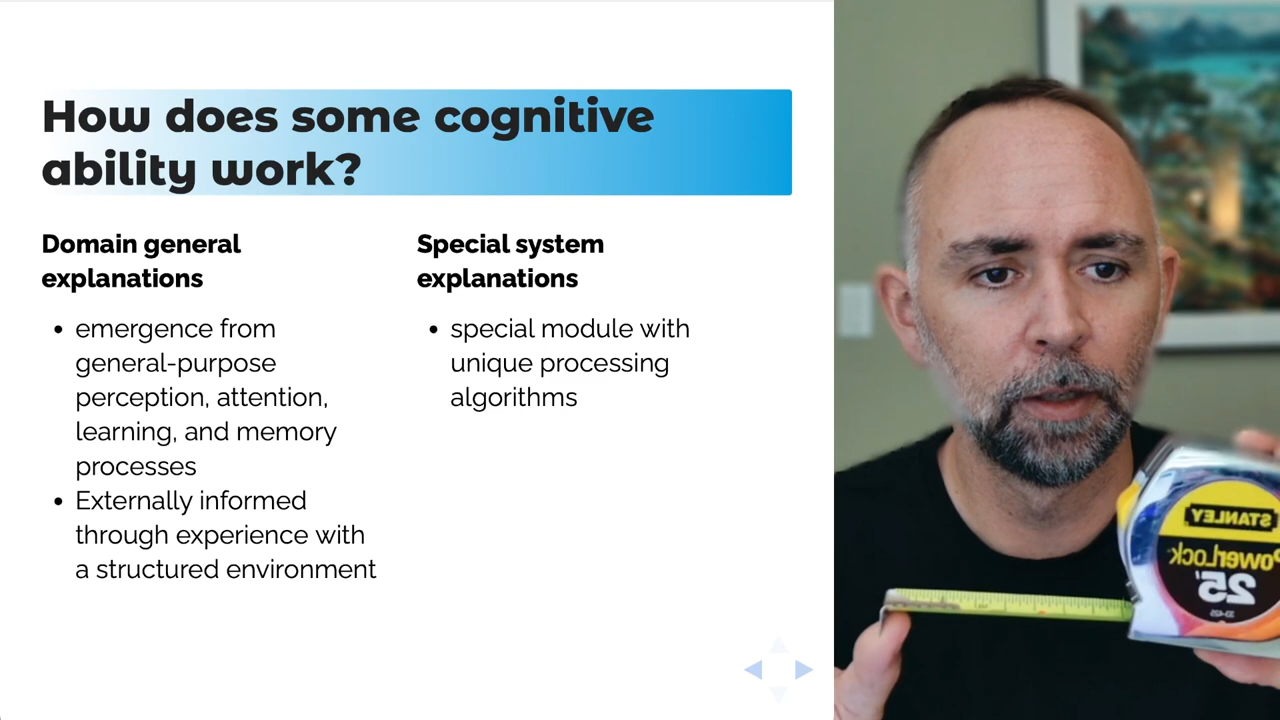 How does some cognitive
ability work?
Domain general
explanations
• emergence from
general-purpose
perception, attention,
learning, and memory
processes
• Externally informed
through experience with
a structured environment
Special system
explanations
• special module with
unique processing
algorithms
STANLEY
PowerLock
25'